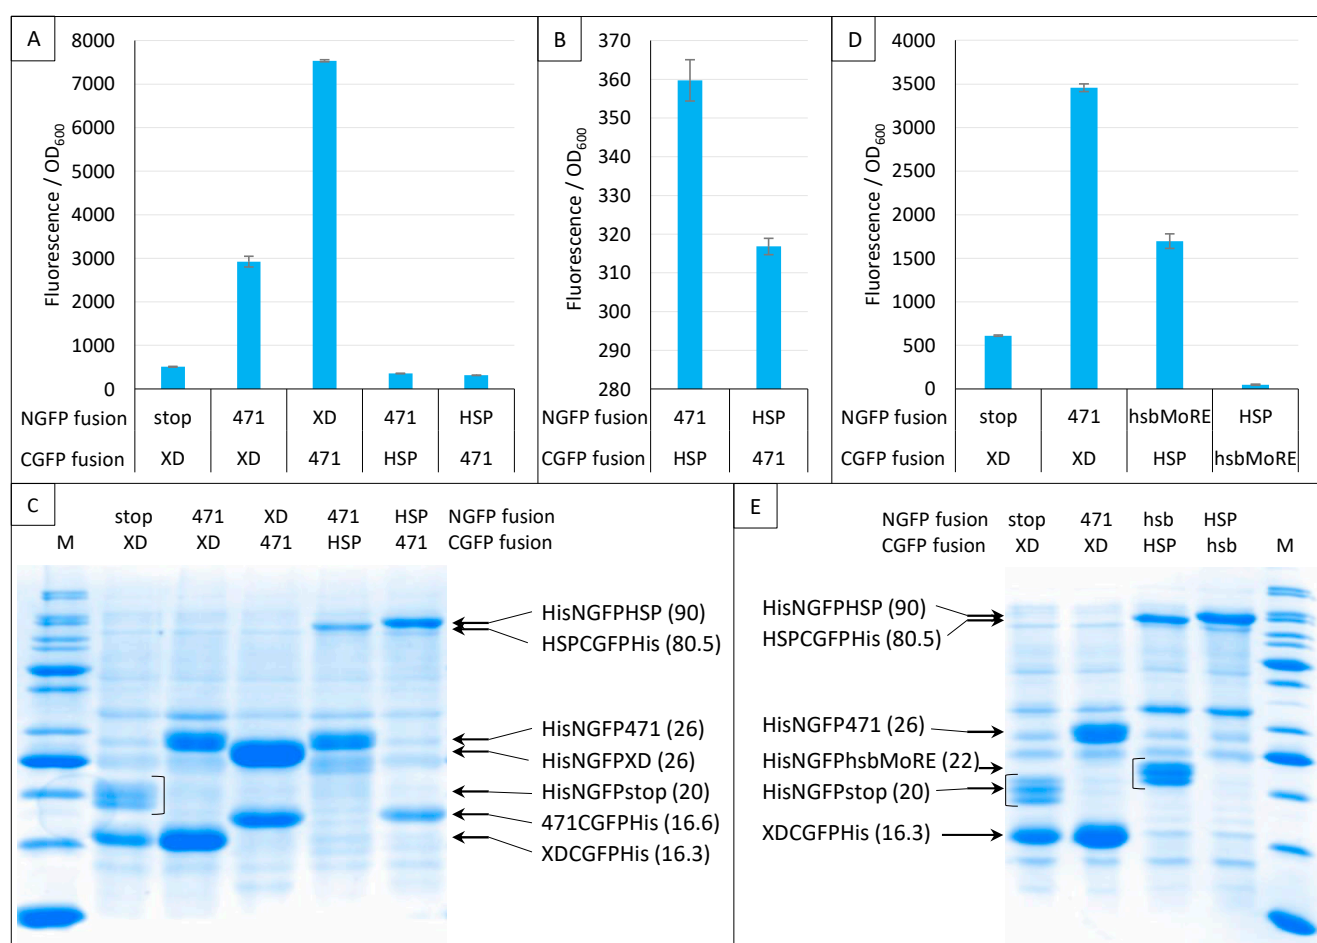 A
8000
7000
6000
5000
4000
3000
2000
1000
0
Fluorescence / OD600
NGFP fusion stop 471 XD 471 HSP
CGFP fusion XD XD 471 HSP 471
B
370
360
350
340
330
320
310
300
290
280
Fluorescence / OD600
NGFP fusion 471 HSP
CGFP fusion HSP 471
D
4000
3500
3000
2500
2000
1500
1000
500
0
Fluorescence / OD600
NGFP fusion stop 471 hsbMoRE HSP
CGFP fusion XD XD HSP hsbMoRE
C
stop 471 XD 471 HSP NGFP fusion
M XD XD 471 HSP 471 CGFP fusion
HisNGFPHSP (90)
HSPCGFPHis (80.5)
HisNGFP471 (26)
HisNGFPXD (26)
HisNGFPstop (20)
471CGFPHis (16.6)
XDCGFPHis (16.3)
E
NGFP fusion stop 471 hsb HSP
CGFP fusion XD XD HSP hsb M
HisNGFPHSP (90)
HSPCGFPHis (80.5)
HisNGFP471 (26)
HisNGFPhsbMoRE (22)
HisNGFPstop (20)
XDCGFPHis (16.3)